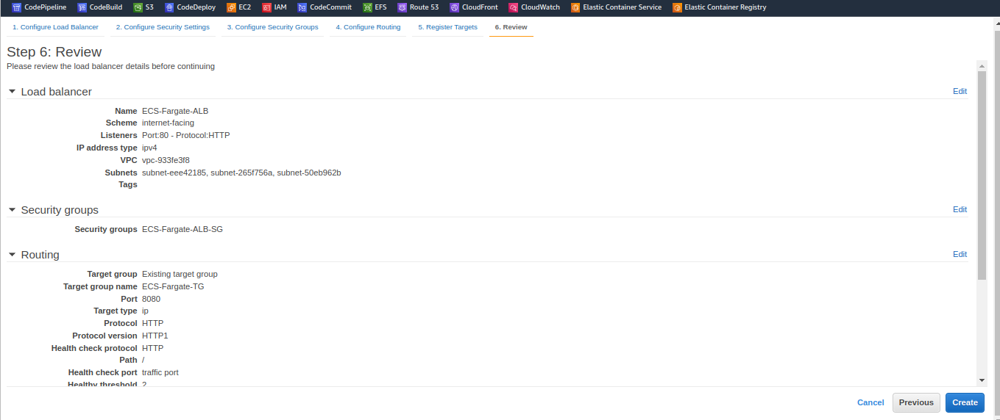 CodePipeline CodeBuild S3 CodeDeploy EC2 IAM CodeCommit EFS Route 53 CloudFront CloudWatch Elastic Container Service Elastic Container Registry
1. Configure Load Balancer 2. Configure Security Settings 3. Configure Security Groups 4. Configure Routing 5. Register Targets 6. Review
Step 6: Review
Please review the load balancer details before continuing
Load balancer Edit
Name ECS-Fargate-ALB
Scheme internet-facing
Listeners Port:80 - Protocol:HTTP
IP address type ipv4
VPC vpc-933fe3f8
Subnets subnet-eee42185, subnet-265f756a, subnet-50eb962b
Tags
Security groups Edit
Security groups ECS-Fargate-ALB-SG
Routing Edit
Target group Existing target group
Target group name ECS-Fargate-TG
Port 8080
Target type ip
Protocol HTTP
Protocol version HTTP1
Health check protocol HTTP
Path /
Health check port traffic port
Healthy threshold 2
Cancel Previous Create